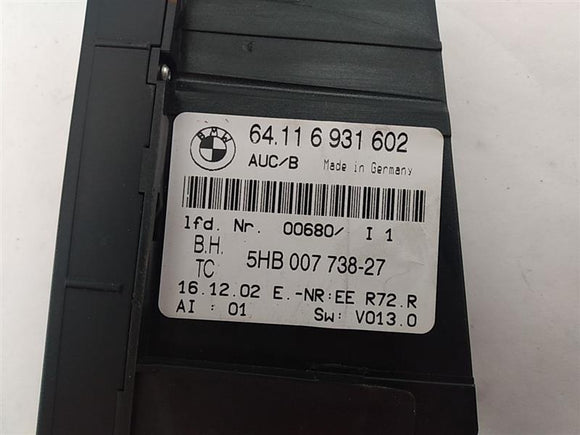 BMW
64.11 6 931 602
AUC/B Made in Germany
lfd. Nr. 00680/ I 1
B.H.
TC 5HB 007 738-27
16.12.02 E.-NR:EE R72.R
AI : 01 Sw: V013.0